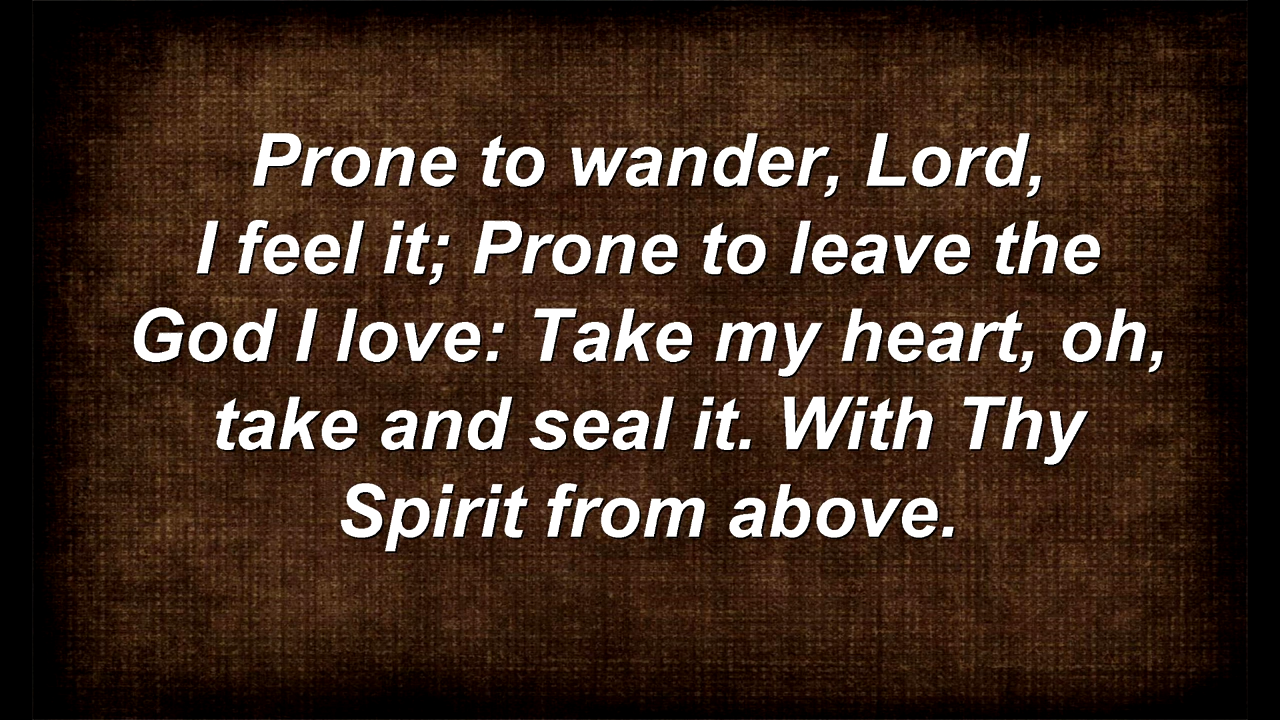 Prone to wander, Lord,
I feel it; Prone to leave the
God I love: Take my heart, oh,
take and seal it. With Thy
Spirit from above.